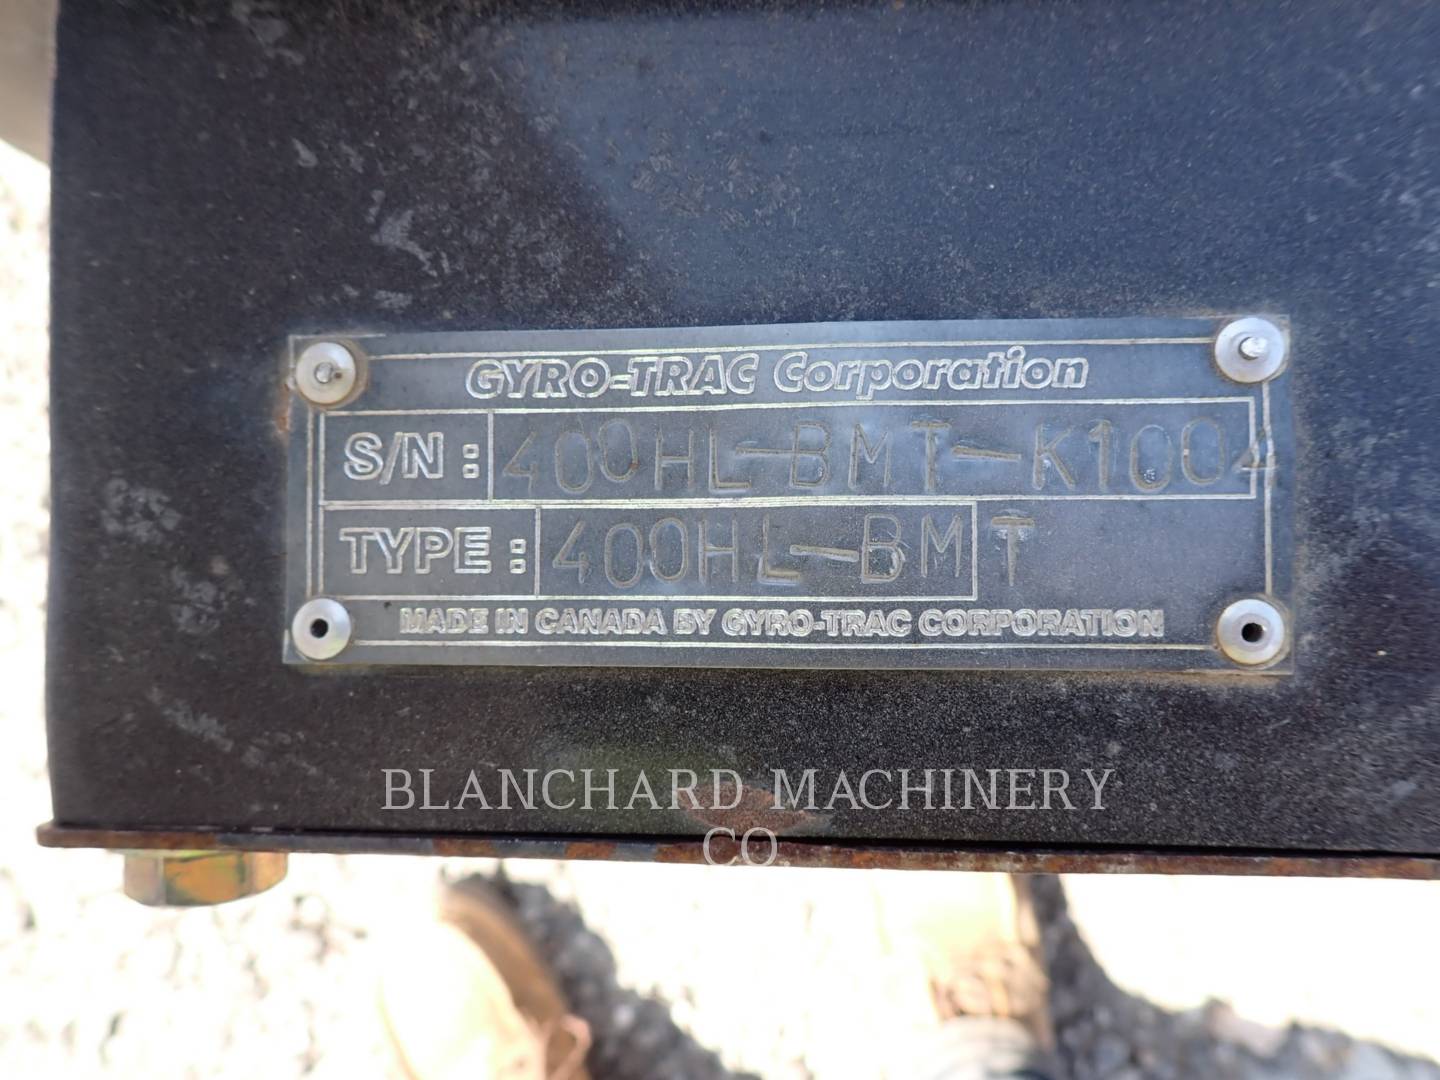 GYRO-TRAC Corporation
S/N: 400HL-BMT-K1004
TYPE: 400HL-BMT
MADE IN CANADA BY GYRO-TRAC CORPORATION
BLANCHARD MACHINERY
CO.